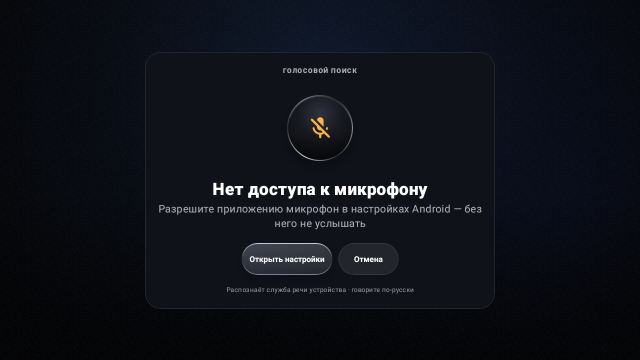 ГОЛОСОВОЙ ПОИСК
Нет доступа к микрофону
Разрешите приложению микрофон в настройках Android — без
него не услышать
Открыть настройки
Отмена
Распознаёт служба речи устройства · говорите по-русски